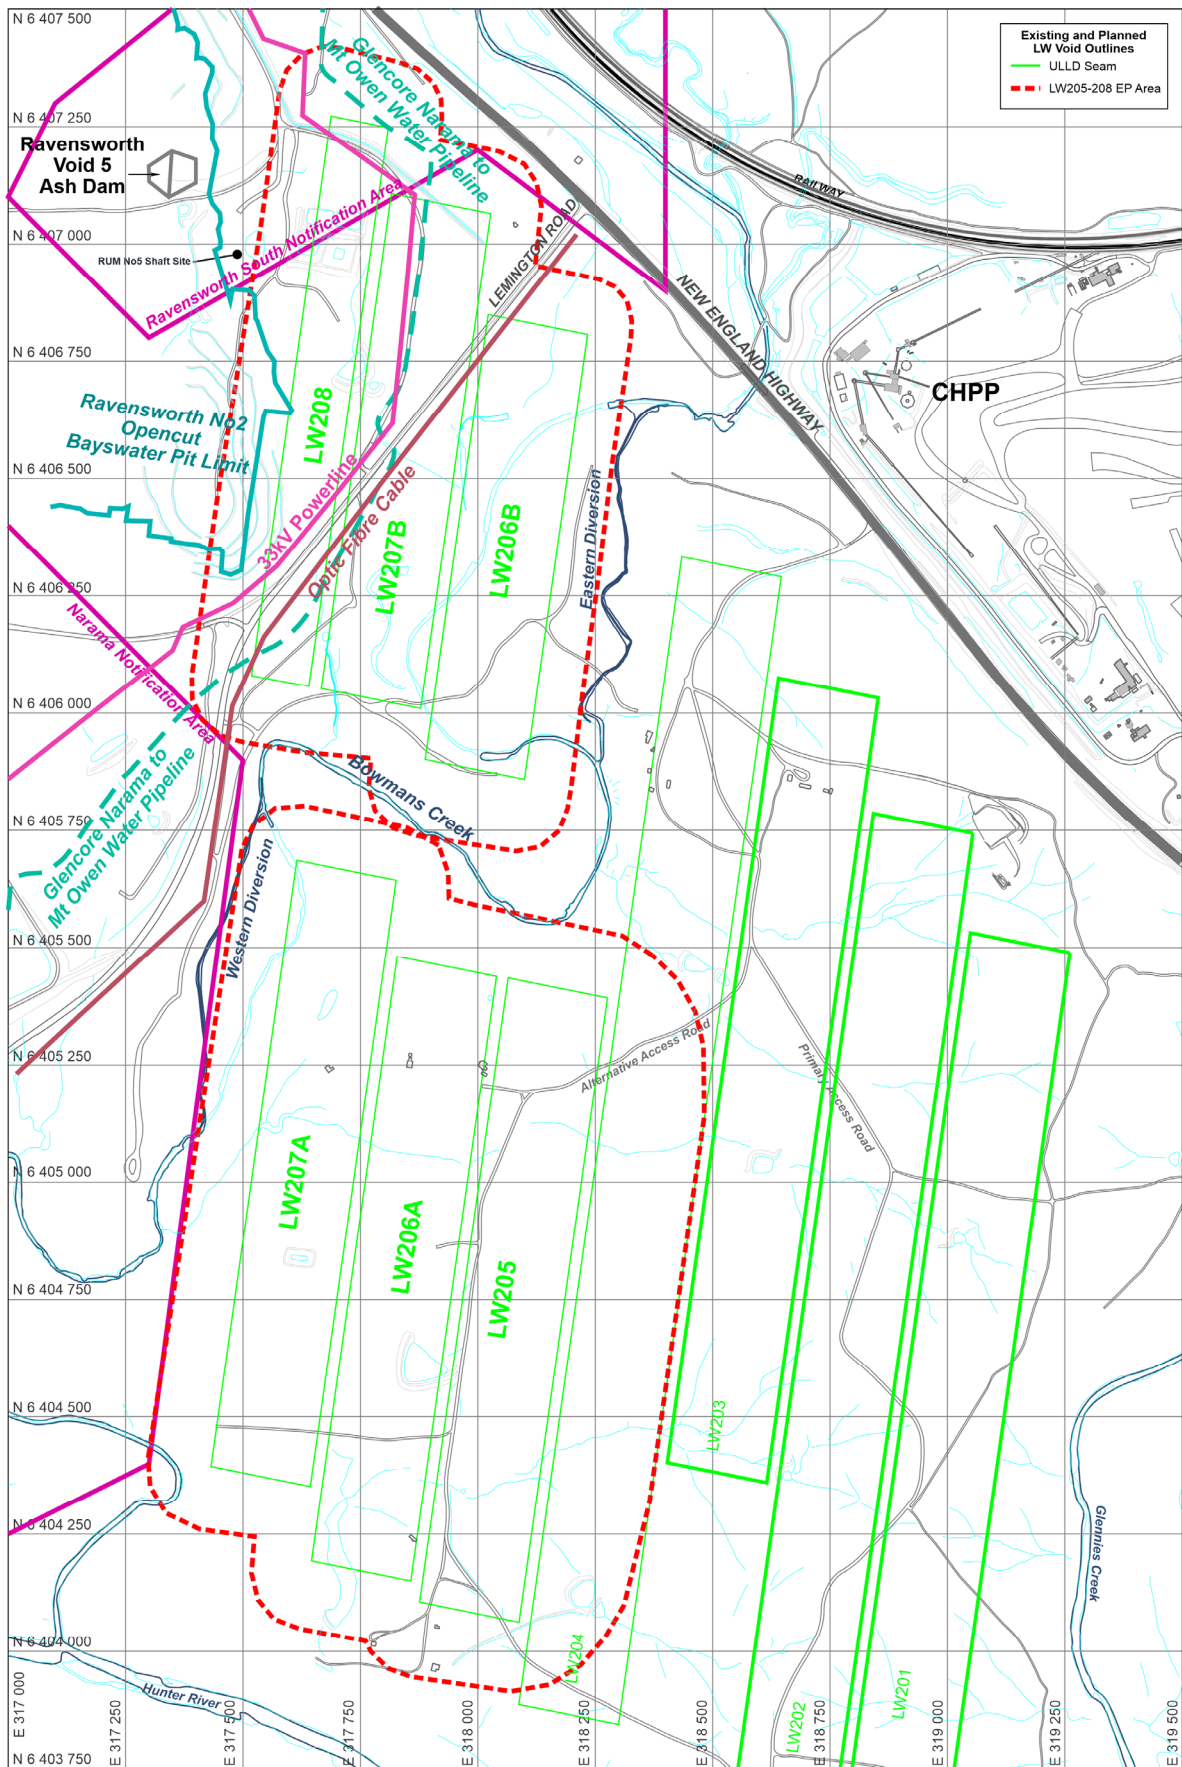 N 6 407 500
Existing and Planned
LW Void Outlines
ULLD Seam
LW205-208 EP Area
Glencore Narama to
Mt Owen Water Pipeline
N 6 407 250
Ravensworth
Void 5
Ash Dam
RAILWAY
Ravensworth South Notification Area
N 6 407 000
RUM No5 Shaft Site
LEMINGTON ROAD
NEW ENGLAND HIGHWAY
N 6 406 750
CHPP
Ravensworth No2
Opencut
Bayswater Pit Limit
LW208
N 6 406 500
33kV Powerline
Optic Fibre Cable
LW207B
LW206B
Eastern Diversion
N 6 406 250
Narama Notification Area
N 6 406 000
Glencore Narama to
Mt Owen Water Pipeline
Bowmans Creek
N 6 405 750
Western Diversion
N 6 405 500
N 6 405 250
Alternative Access Road
Primary Access Road
N 6 405 000
LW207A
LW206A
LW205
N 6 404 750
N 6 404 500
LW203
N 6 404 250
Glennies Creek
N 6 404 000
LW204
Hunter River
LW202
LW201
N 6 403 750
E 317 000
E 317 250
E 317 500
E 317 750
E 318 000
E 318 250
E 318 500
E 318 750
E 319 000
E 319 250
E 319 500